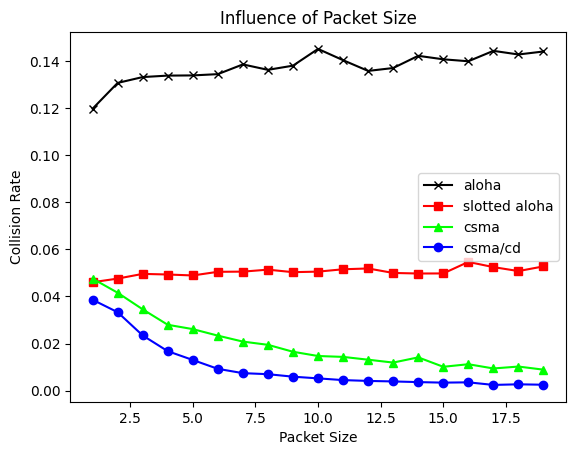 Influence of Packet Size
Collision Rate
0.14
0.12
0.10
0.08
0.06
0.04
0.02
0.00
aloha
slotted aloha
csma
csma/cd
2.5 5.0 7.5 10.0 12.5 15.0 17.5
Packet Size